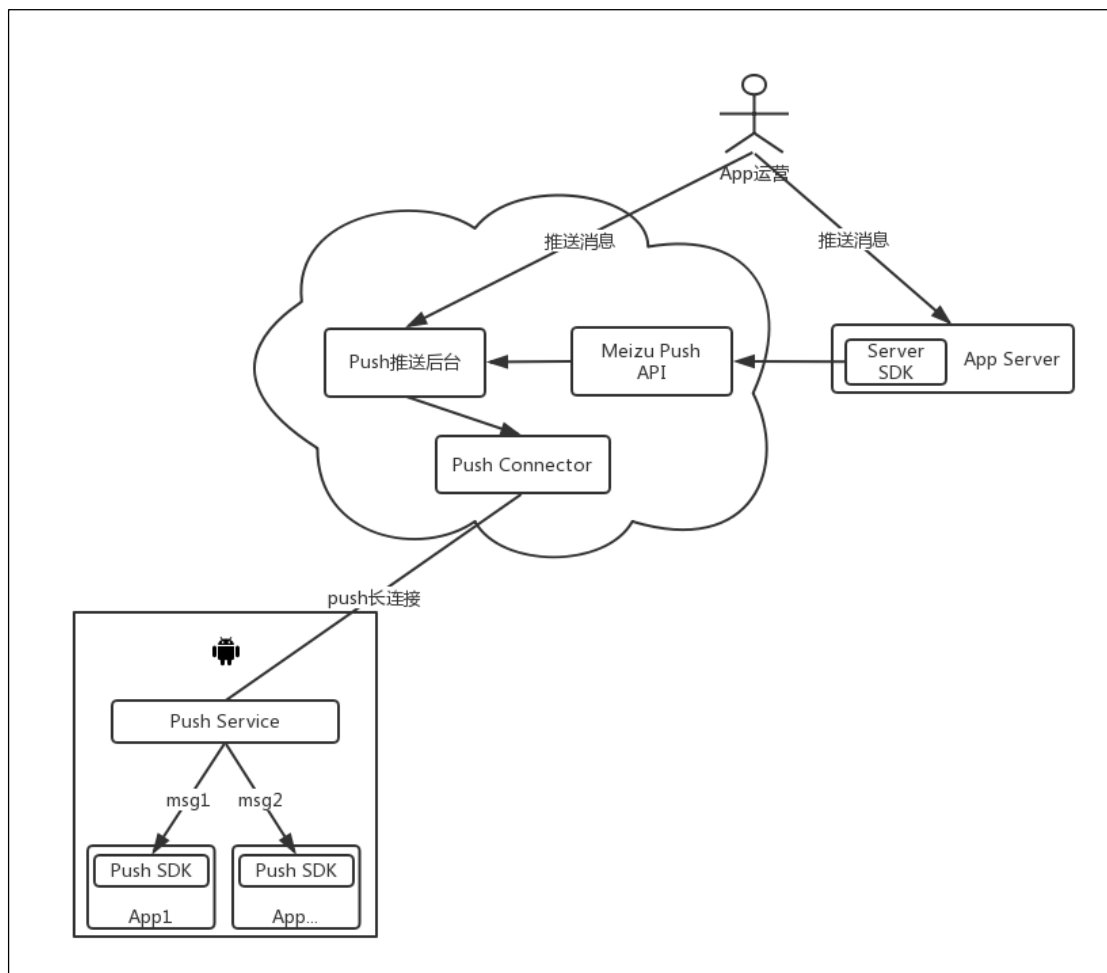 App运营
推送消息
推送消息
Push推送后台
Meizu Push
API
Server
SDK
App Server
Push Connector
push长连接
Push Service
msg1
msg2
Push SDK
Push SDK
App1
App...